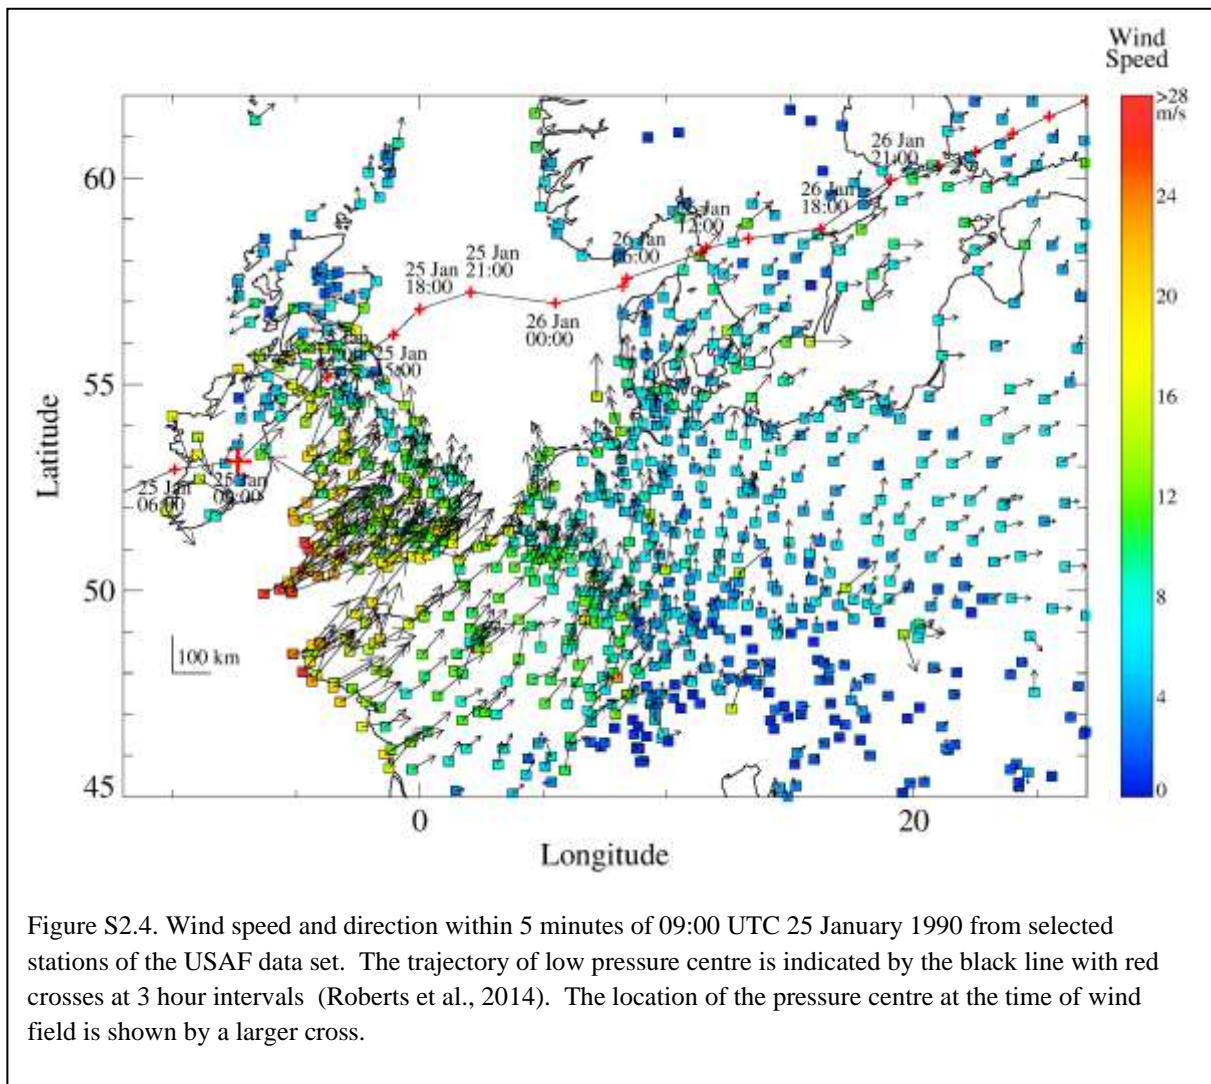 Wind
Speed
>28
m/s
24
20
16
12
8
4
0
60
55
50
45
Latitude
0
20
Longitude
100 km
25 Jan
06:00
25 Jan
09:00
25 Jan
15:00
25 Jan
18:00
25 Jan
21:00
26 Jan
00:00
26 Jan
06:00
Jan
12:00
26 Jan
18:00
26 Jan
21:00
Figure S2.4. Wind speed and direction within 5 minutes of 09:00 UTC 25 January 1990 from selected
stations of the USAF data set. The trajectory of low pressure centre is indicated by the black line with red
crosses at 3 hour intervals (Roberts et al., 2014). The location of the pressure centre at the time of wind
field is shown by a larger cross.